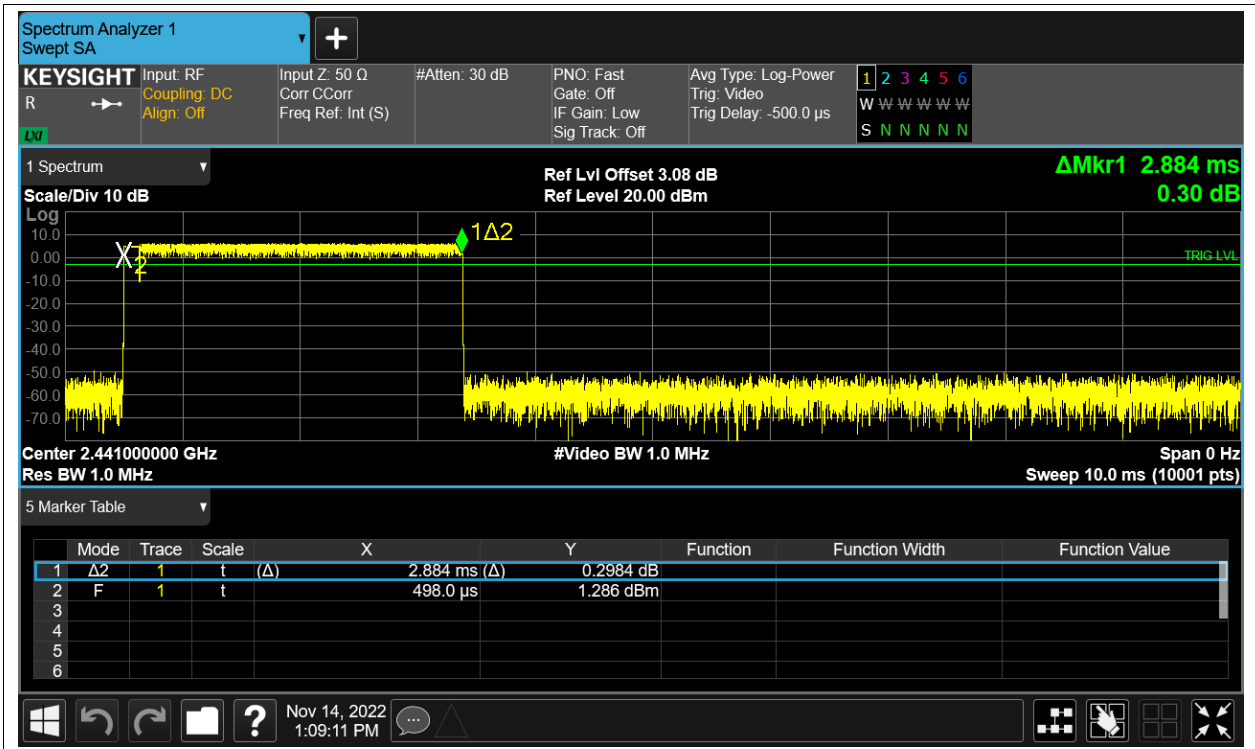 Spectrum Analyzer 1
Swept SA
KEYSIGHT
R
LXI
Input: RF
Coupling: DC
Align: Off
Input Z: 50 Ω
Corr CCorr
Freq Ref: Int (S)
#Atten: 30 dB
PNO: Fast
Gate: Off
IF Gain: Low
Sig Track: Off
Avg Type: Log-Power
Trig: Video
Trig Delay: -500.0 µs
1 2 3 4 5 6
W W W W W W
S N N N N N
1 Spectrum
Scale/Div 10 dB
Ref Lvl Offset 3.08 dB
Ref Level 20.00 dBm
ΔMkr1 2.884 ms
0.30 dB
Log
10.0
0.00
-10.0
-20.0
-30.0
-40.0
-50.0
-60.0
-70.0
X
2
1Δ2
TRIG LVL
Center 2.441000000 GHz
#Video BW 1.0 MHz
Span 0 Hz
Res BW 1.0 MHz
Sweep 10.0 ms (10001 pts)
5 Marker Table
Mode Trace Scale X Y Function Function Width Function Value
1 Δ2 1 t (Δ) 2.884 ms (Δ) 0.2984 dB
2 F 1 t 498.0 µs 1.286 dBm
3
4
5
6
?
Nov 14, 2022
1:09:11 PM